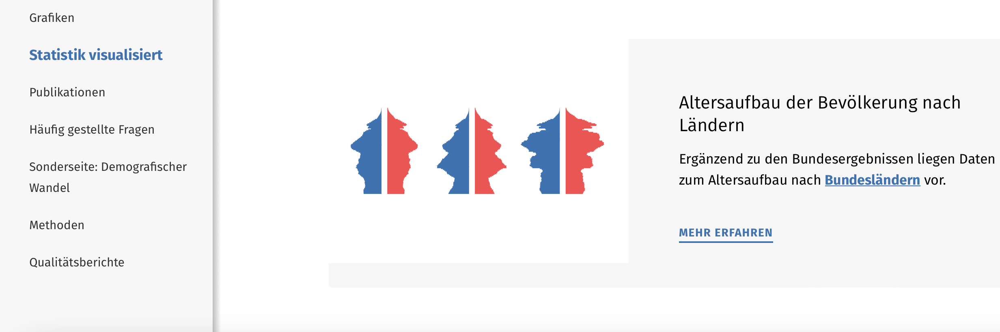 Grafiken
Statistik visualisiert
Publikationen
Häufig gestellte Fragen
Sonderseite: Demografischer
Wandel
Methoden
Qualitätsberichte
Altersaufbau der Bevölkerung nach
Ländern
Ergänzend zu den Bundesergebnissen liegen Daten
zum Altersaufbau nach Bundesländern vor.
MEHR ERFAHREN